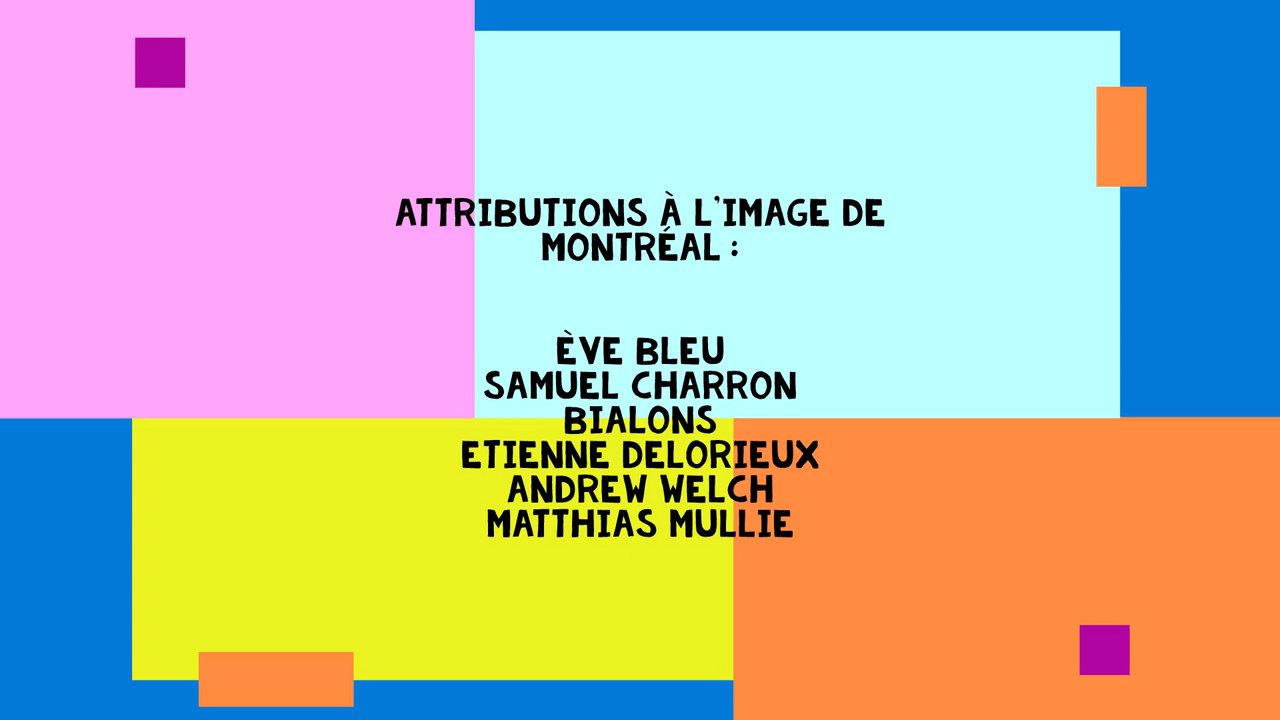 ATTRIBUTIONS À L'IMAGE DE
MONTRÉAL :
ÈVE BLEU
SAMUEL CHARRON
BIALONS
ETIENNE DELORIEUX
ANDREW WELCH
MATTHIAS MULLIE